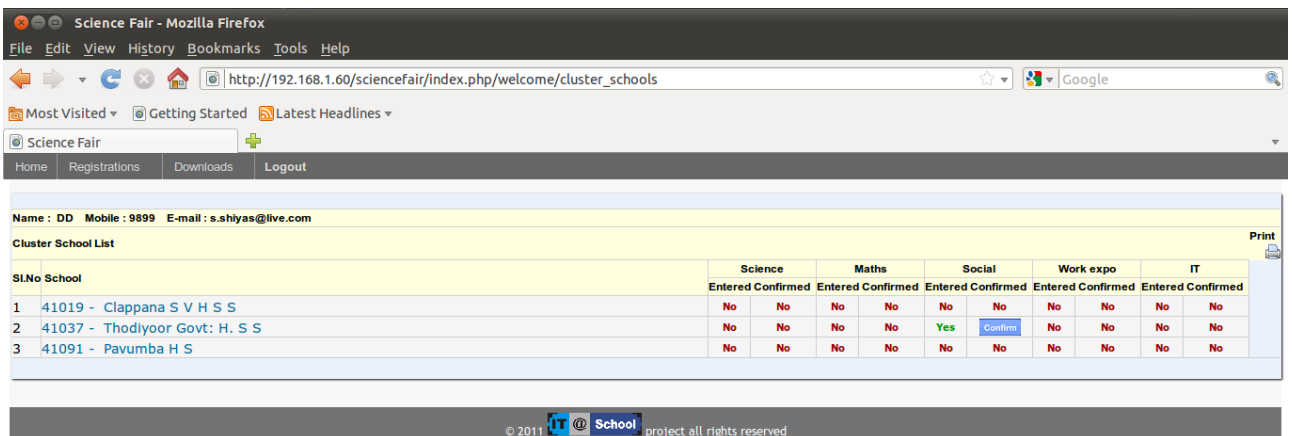 Science Fair - Mozilla Firefox
File Edit View History Bookmarks Tools Help
http://192.168.1.60/sciencefair/index.php/welcome/cluster_schools Google
Most Visited Getting Started Latest Headlines
Science Fair
Home Registrations Downloads Logout
Name : DD Mobile : 9899 E-mail : s.shiyas@live.com
Cluster School List Print
Sl.No School Science Maths Social Work expo IT
Entered Confirmed Entered Confirmed Entered Confirmed Entered Confirmed Entered Confirmed
1 41019 - Clappana S V H S S No No No No No No No No No No
2 41037 - Thodiyoor Govt: H. S S No No No No Yes Confirm No No No No
3 41091 - Pavumba H S No No No No No No No No No No
© 2011 IT @ School project all rights reserved